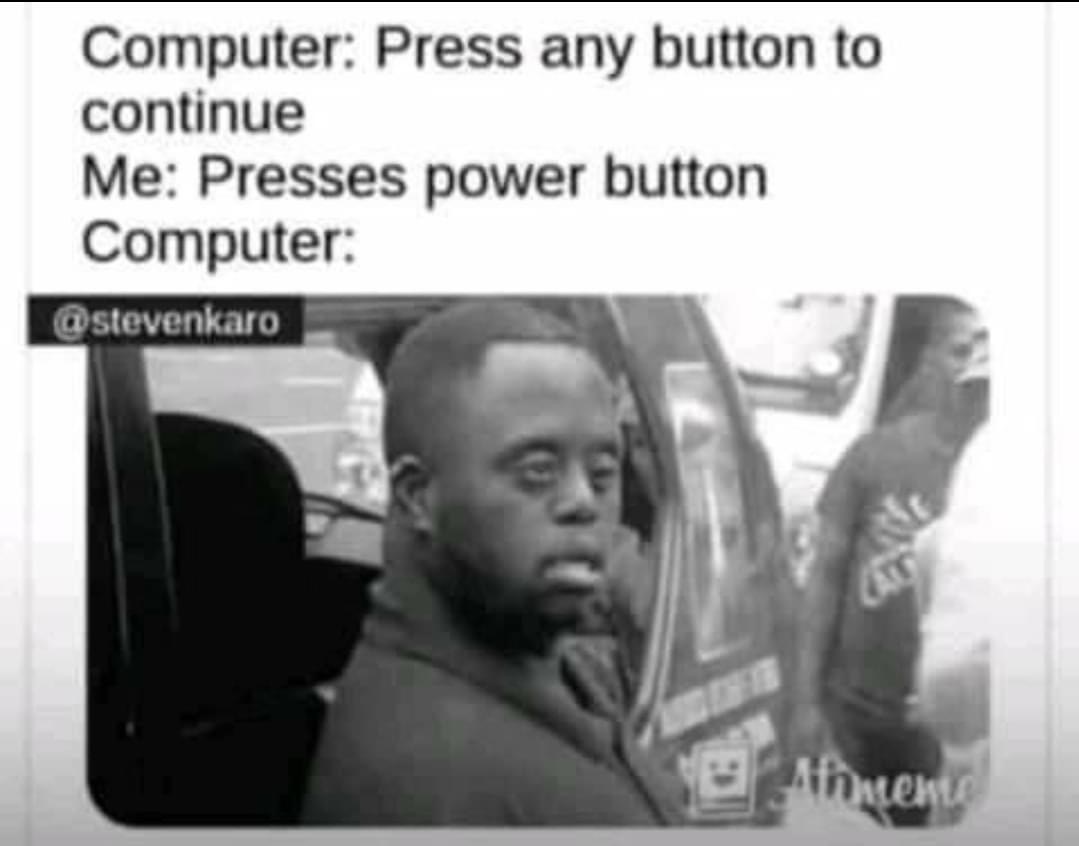 Computer: Press any button to
continue
Me: Presses power button
Computer:
@stevenkaro